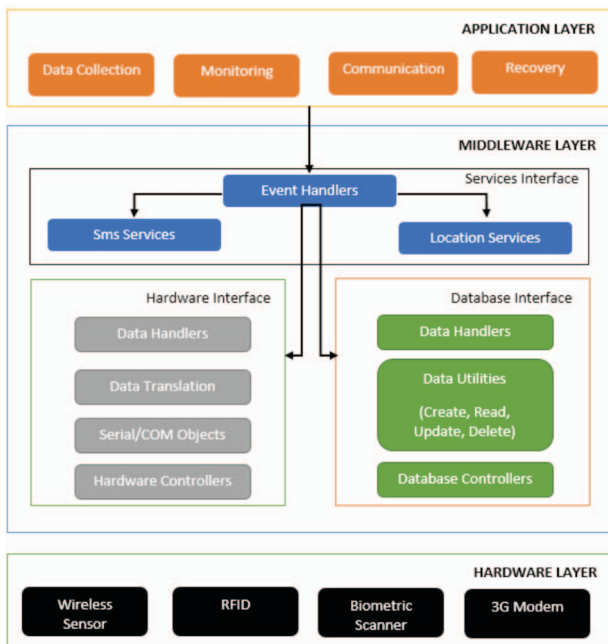 APPLICATION LAYER
Data Collection
Monitoring
Communication
Recovery
MIDDLEWARE LAYER
Services Interface
Event Handlers
Sms Services
Location Services
Hardware Interface
Data Handlers
Data Translation
Serial/COM Objects
Hardware Controllers
Database Interface
Data Handlers
Data Utilities
(Create, Read,
Update, Delete)
Database Controllers
HARDWARE LAYER
Wireless
Sensor
RFID
Biometric
Scanner
3G Modem